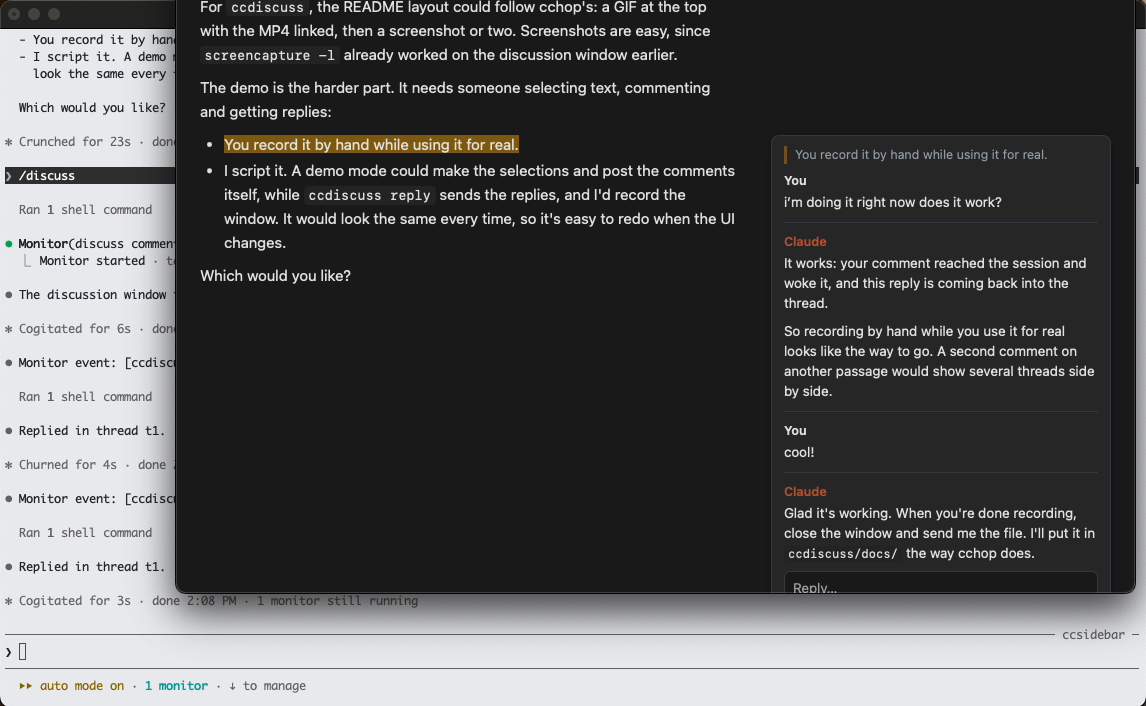 - You record it by hand
- I script it. A demo
look the same every
Which would you like?
✻ Crunched for 23s · done
❯ /discuss
Ran 1 shell command
● Monitor(discuss comment
⎿ Monitor started ·
● The discussion window
✻ Cogitated for 6s · done
● Monitor event: [ccdiscu
Ran 1 shell command
● Replied in thread t1.
✻ Churned for 4s · done
● Monitor event: [ccdiscu
Ran 1 shell command
● Replied in thread t1.
✻ Cogitated for 3s · done 2:08 PM · 1 monitor still running
ccsidebar
❯
⏵⏵ auto mode on · 1 monitor · ↓ to manage
For ccdiscuss, the README layout could follow cchop's: a GIF at the top
with the MP4 linked, then a screenshot or two. Screenshots are easy, since
screencapture -l already worked on the discussion window earlier.
The demo is the harder part. It needs someone selecting text, commenting
and getting replies:
• You record it by hand while using it for real.
• I script it. A demo mode could make the selections and post the comments
itself, while ccdiscuss reply sends the replies, and I'd record the
window. It would look the same every time, so it's easy to redo when the UI
changes.
Which would you like?
You record it by hand while using it for real.
You
i'm doing it right now does it work?
Claude
It works: your comment reached the session and
woke it, and this reply is coming back into the
thread.
So recording by hand while you use it for real
looks like the way to go. A second comment on
another passage would show several threads side
by side.
You
cool!
Claude
Glad it's working. When you're done recording,
close the window and send me the file. I'll put it in
ccdiscuss/docs/ the way cchop does.
Reply...